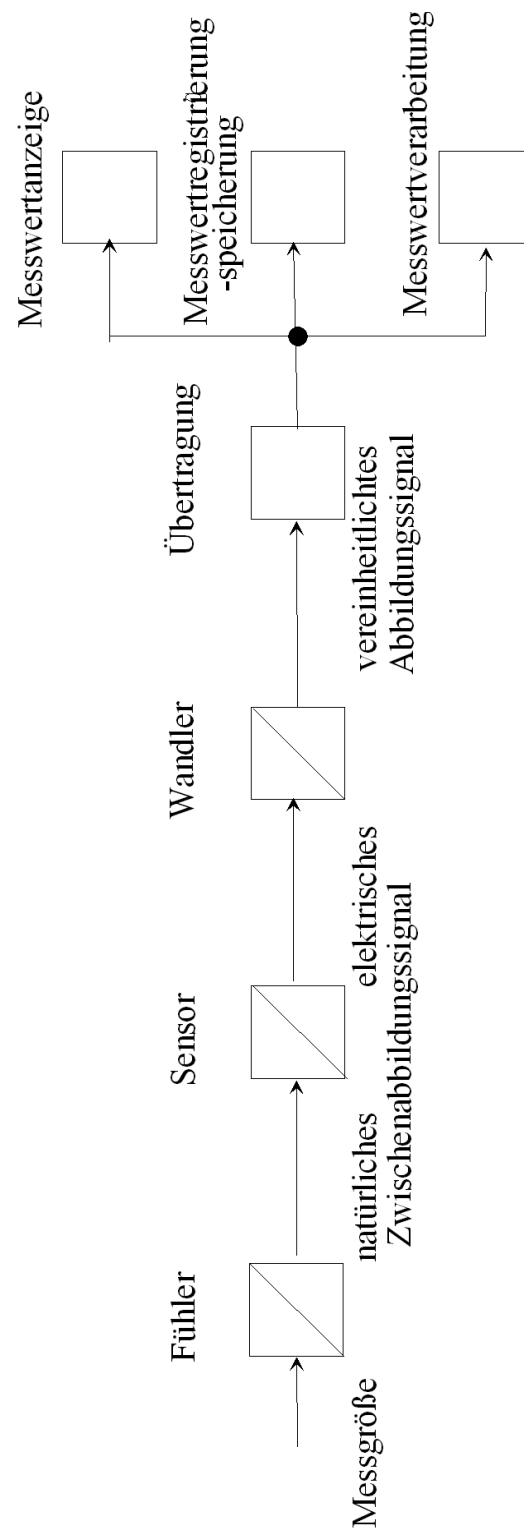 Messwertanzeige
Messwertregistrierung
-speicherung
Messwertverarbeitung
Fühler
Sensor
Wandler
Übertragung
Messgröße
natürliches
elektrisches
Zwischenabbildungssignal
vereinheitlichtes
Abbildungssignal